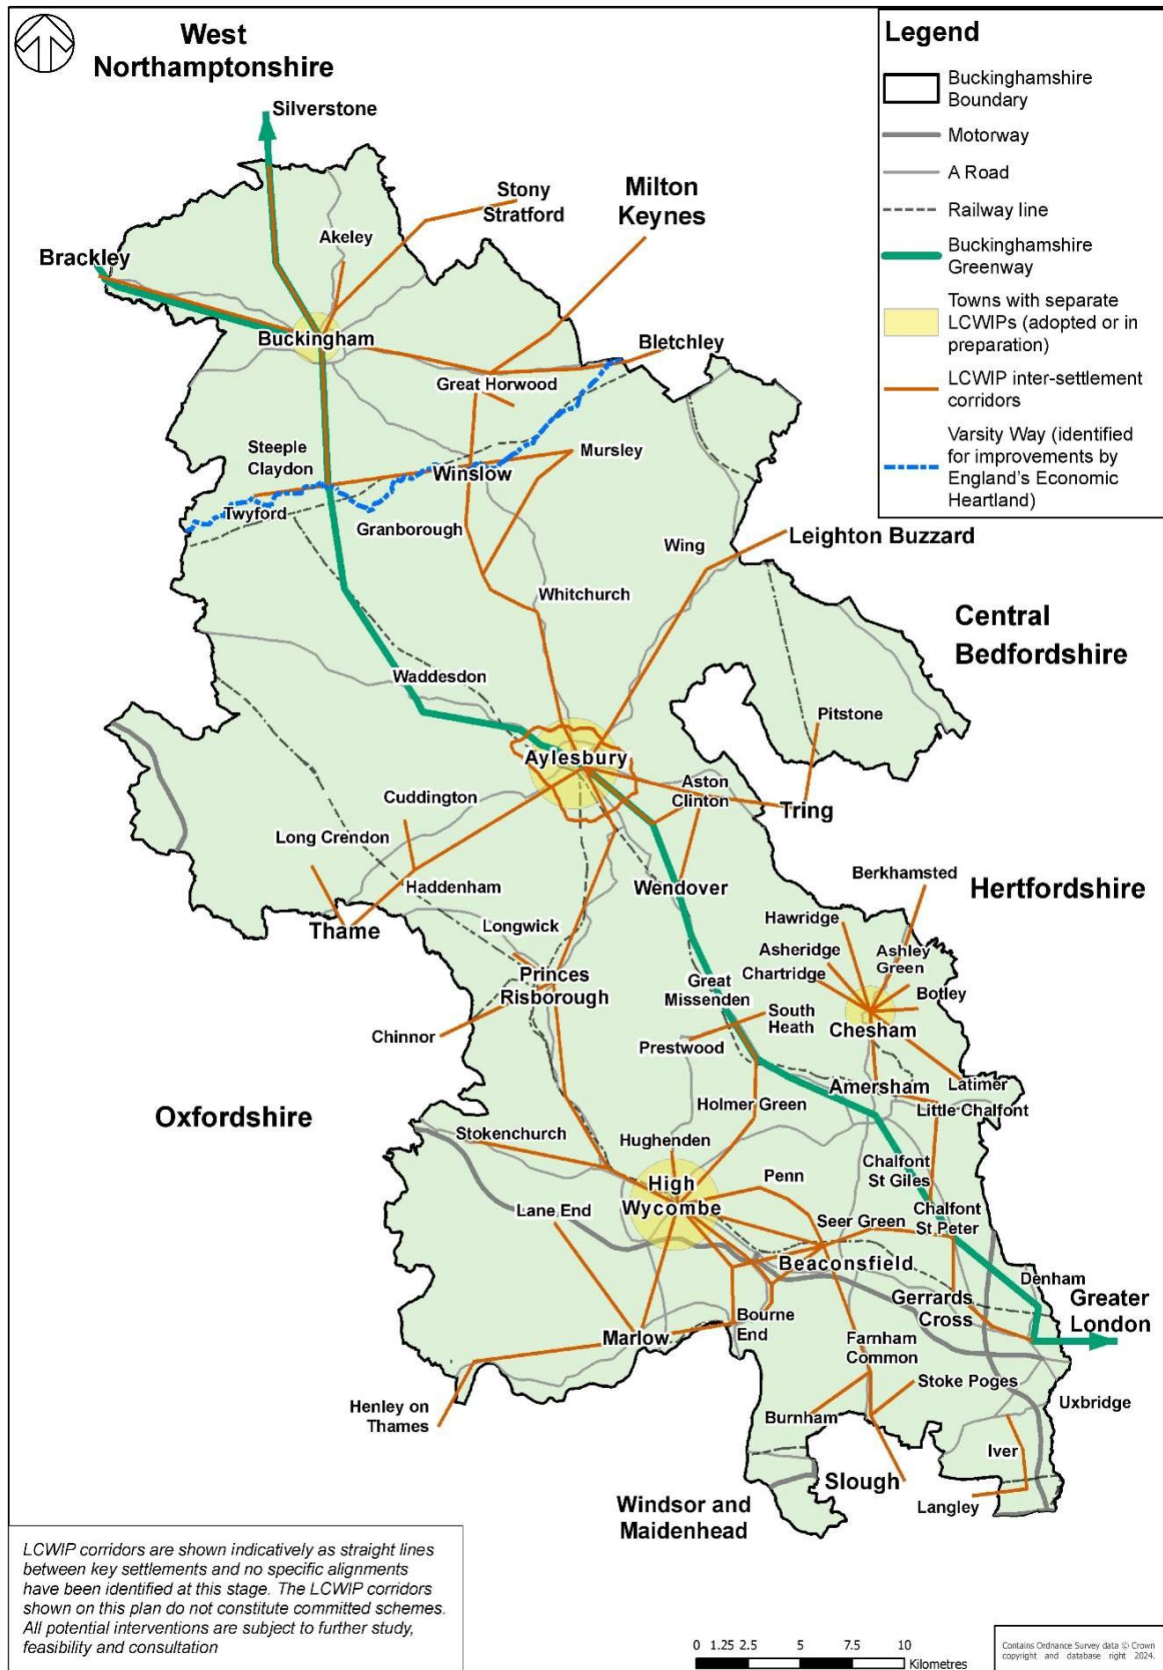 West
Northamptonshire
Silverstone
Stony
Stratford
Milton
Keynes
Akeley
Brackley
Buckingham
Bletchley
Great Horwood
Steeple
Claydon
Mursley
Winslow
Twyford
Granborough
Wing
Leighton Buzzard
Whitchurch
Central
Bedfordshire
Waddesdon
Pitstone
Aylesbury
Aston
Clinton
Tring
Cuddington
Long Crendon
Haddenham
Wendover
Berkhamsted
Hertfordshire
Thame
Longwick
Hawridge
Asheridge
Ashley
Green
Chartridge
Princes
Risborough
Great
Missenden
Botley
South
Heath
Chesham
Chinnor
Prestwood
Amersham
Latimer
Oxfordshire
Holmer Green
Little Chalfont
Stokenchurch
Hughenden
Chalfont
St Giles
High
Wycombe
Penn
Lane End
Seer Green
Chalfont
St Peter
Beaconsfield
Denham
Gerrards
Cross
Greater
London
Marlow
Bourne
End
Farnham
Common
Stoke Poges
Henley on
Thames
Burnham
Uxbridge
Iver
Slough
Langley
Windsor and
Maidenhead
Legend
Buckinghamshire
Boundary
Motorway
A Road
Railway line
Buckinghamshire
Greenway
Towns with separate
LCWIPs (adopted or in
preparation)
LCWIP inter-settlement
corridors
Varsity Way (identified
for improvements by
England's Economic
Heartland)
LCWIP corridors are shown indicatively as straight lines
between key settlements and no specific alignments
have been identified at this stage. The LCWIP corridors
shown on this plan do not constitute committed schemes.
All potential interventions are subject to further study,
feasibility and consultation
0 1.25 2.5 5 7.5 10
Kilometres
Contains Ordnance Survey data © Crown
copyright and database right 2024.